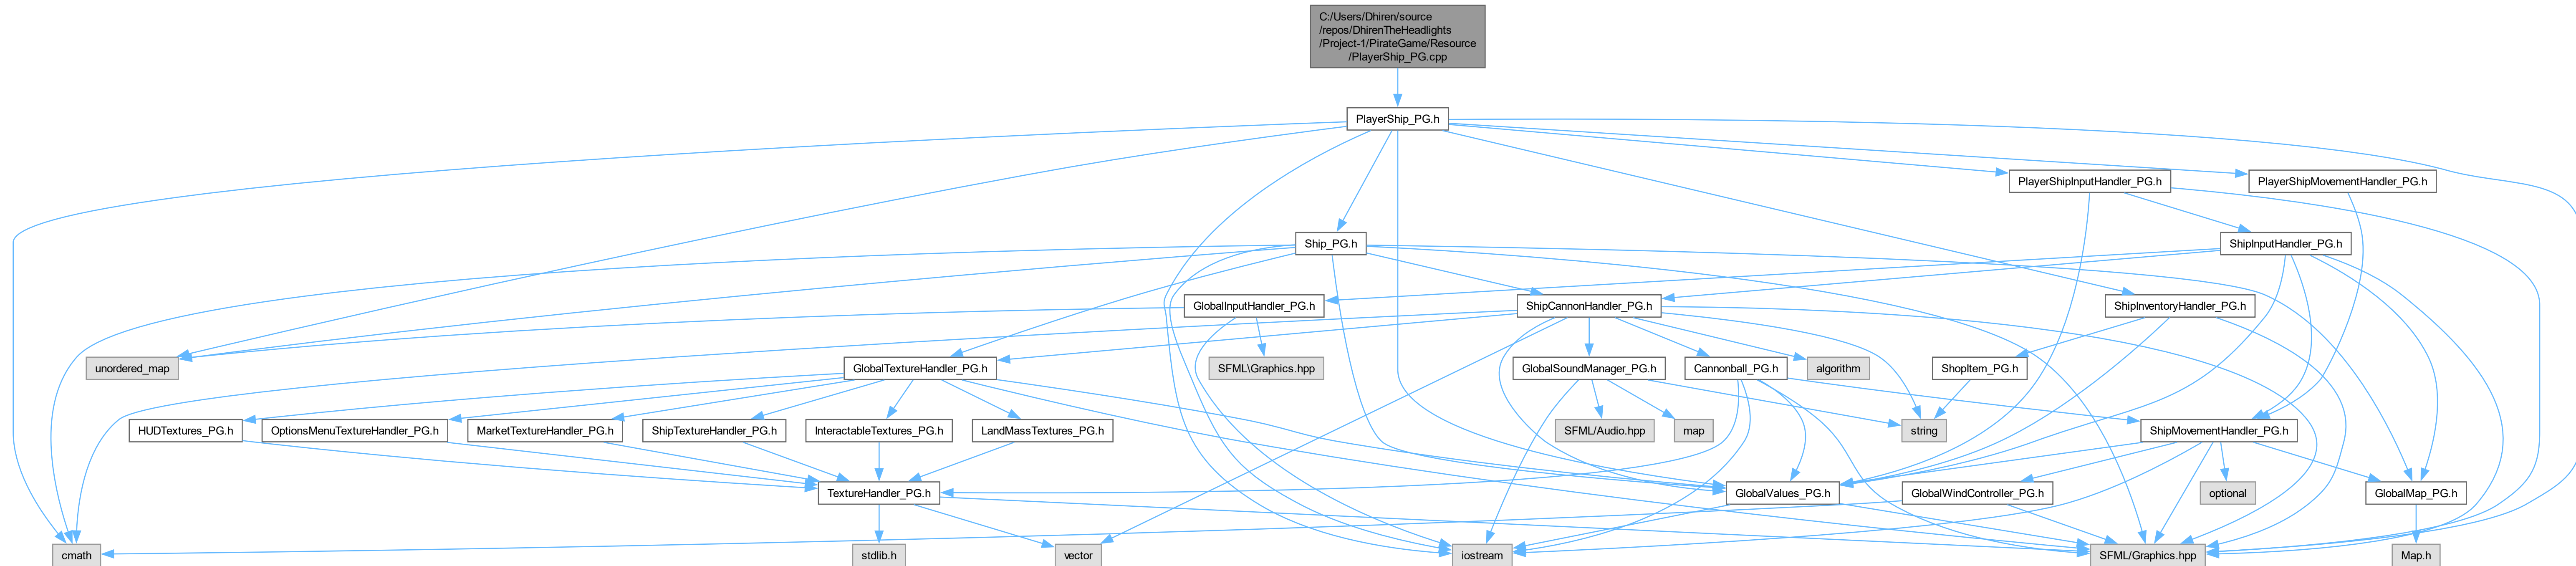 C:/Users/Dhiren/source
/repos/DhirenTheHeadlights
/Project-1/PirateGame/Resource
/PlayerShip_PG.cpp
PlayerShip_PG.h
PlayerShipInputHandler_PG.h
PlayerShipMovementHandler_PG.h
Ship_PG.h
ShipInputHandler_PG.h
GlobalInputHandler_PG.h
ShipCannonHandler_PG.h
ShipInventoryHandler_PG.h
unordered_map
GlobalTextureHandler_PG.h
SFML\Graphics.hpp
GlobalSoundManager_PG.h
Cannonball_PG.h
algorithm
ShopItem_PG.h
HUDTextures_PG.h
OptionsMenuTextureHandler_PG.h
MarketTextureHandler_PG.h
ShipTextureHandler_PG.h
InteractableTextures_PG.h
LandMassTextures_PG.h
SFML/Audio.hpp
map
string
ShipMovementHandler_PG.h
TextureHandler_PG.h
GlobalValues_PG.h
GlobalWindController_PG.h
optional
GlobalMap_PG.h
cmath
stdlib.h
vector
iostream
SFML/Graphics.hpp
Map.h